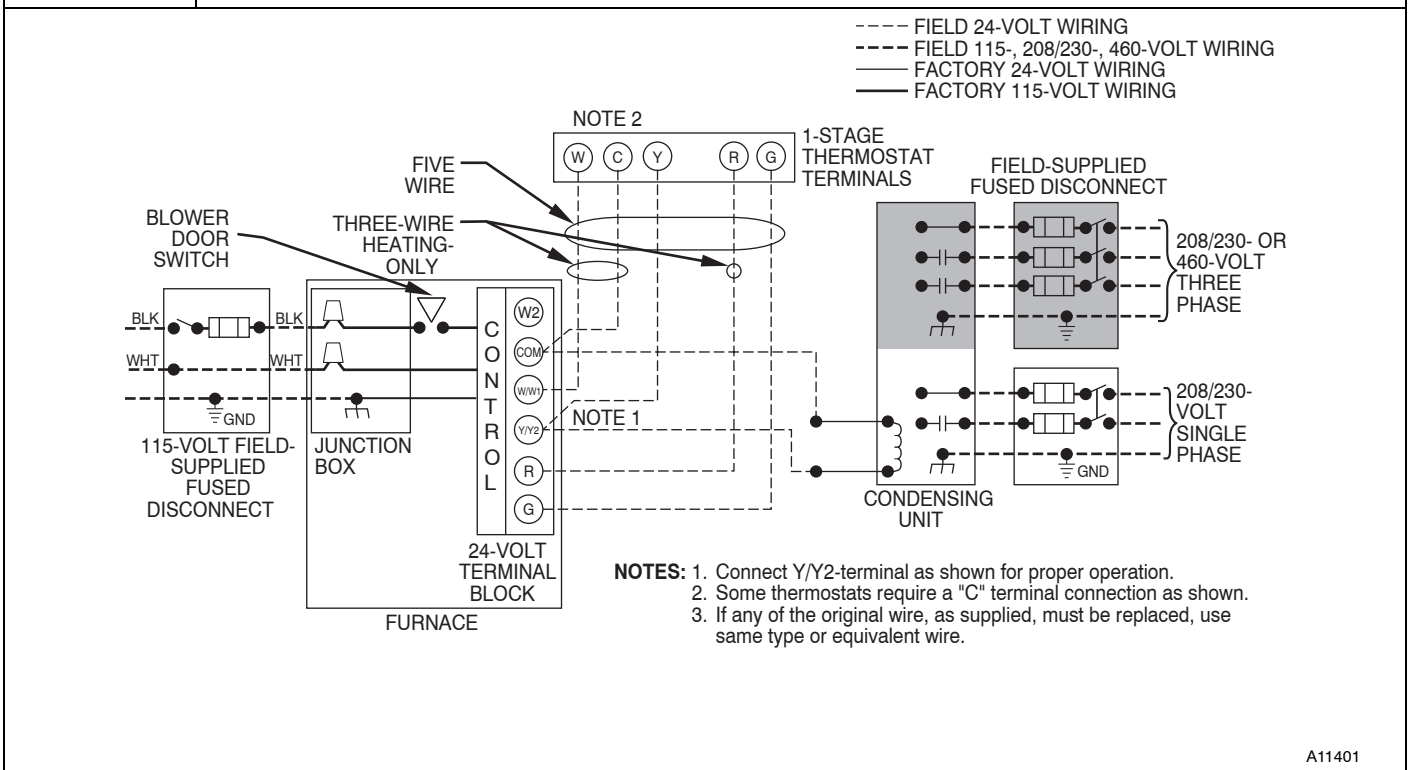 FIELD 24-VOLT WIRING
FIELD 115-, 208/230-, 460-VOLT WIRING
FACTORY 24-VOLT WIRING
FACTORY 115-VOLT WIRING
NOTE 2
W C Y R G
1-STAGE
THERMOSTAT
TERMINALS
FIVE
WIRE
THREE-WIRE
HEATING-
ONLY
BLOWER
DOOR
SWITCH
FIELD-SUPPLIED
FUSED DISCONNECT
208/230- OR
460-VOLT
THREE
PHASE
BLK
BLK
WHT
WHT
GND
115-VOLT FIELD-
SUPPLIED
FUSED
DISCONNECT
JUNCTION
BOX
CONTROL
W2
COM
W/W1
Y/Y2
R
G
NOTE 1
24-VOLT
TERMINAL
BLOCK
FURNACE
208/230-
VOLT
SINGLE
PHASE
GND
CONDENSING
UNIT
NOTES: 1. Connect Y/Y2-terminal as shown for proper operation.
2. Some thermostats require a "C" terminal connection as shown.
3. If any of the original wire, as supplied, must be replaced, use
same type or equivalent wire.
A11401